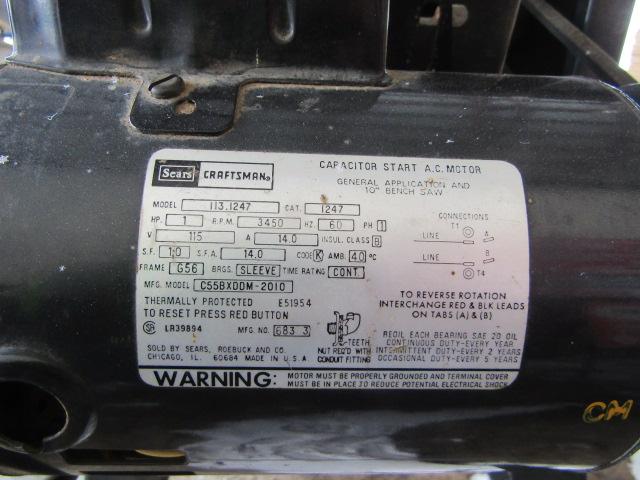 Sears CRAFTSMAN®
CAPACITOR START A.C. MOTOR
GENERAL APPLICATION AND
10" BENCH SAW
MODEL 113.1247 CAT. 1247
HP. 1 R.P.M. 3450 HZ. 60 PH 1
V 115 A 14.0 INSUL. CLASS B
S.F. 1.0 S.F.A. 14.0 CODE K AMB. 40 °C
FRAME G56 BRGS. SLEEVE TIME RATING CONT.
MFG. MODEL C55BXDDM-2010
THERMALLY PROTECTED E51954
TO RESET PRESS RED BUTTON
LR39894 MFG. NO. 683 3
SOLD BY SEARS, ROEBUCK AND CO.
CHICAGO, IL. 60684 MADE IN U.S.A.
-TEETH
NUT REQ'D WITH
CONDUIT FITTING
CONNECTIONS
T1
LINE A
LINE B
T4
TO REVERSE ROTATION
INTERCHANGE RED & BLK LEADS
ON TABS (A) & (B)
REOIL EACH BEARING SAE 20 OIL
CONTINUOUS DUTY-EVERY YEAR
INTERMITTENT DUTY-EVERY 2 YEARS
OCCASIONAL DUTY-EVERY 5 YEARS
WARNING: MOTOR MUST BE PROPERLY GROUNDED AND TERMINAL COVER
MUST BE IN PLACE TO REDUCE POTENTIAL ELECTRICAL SHOCK
CM